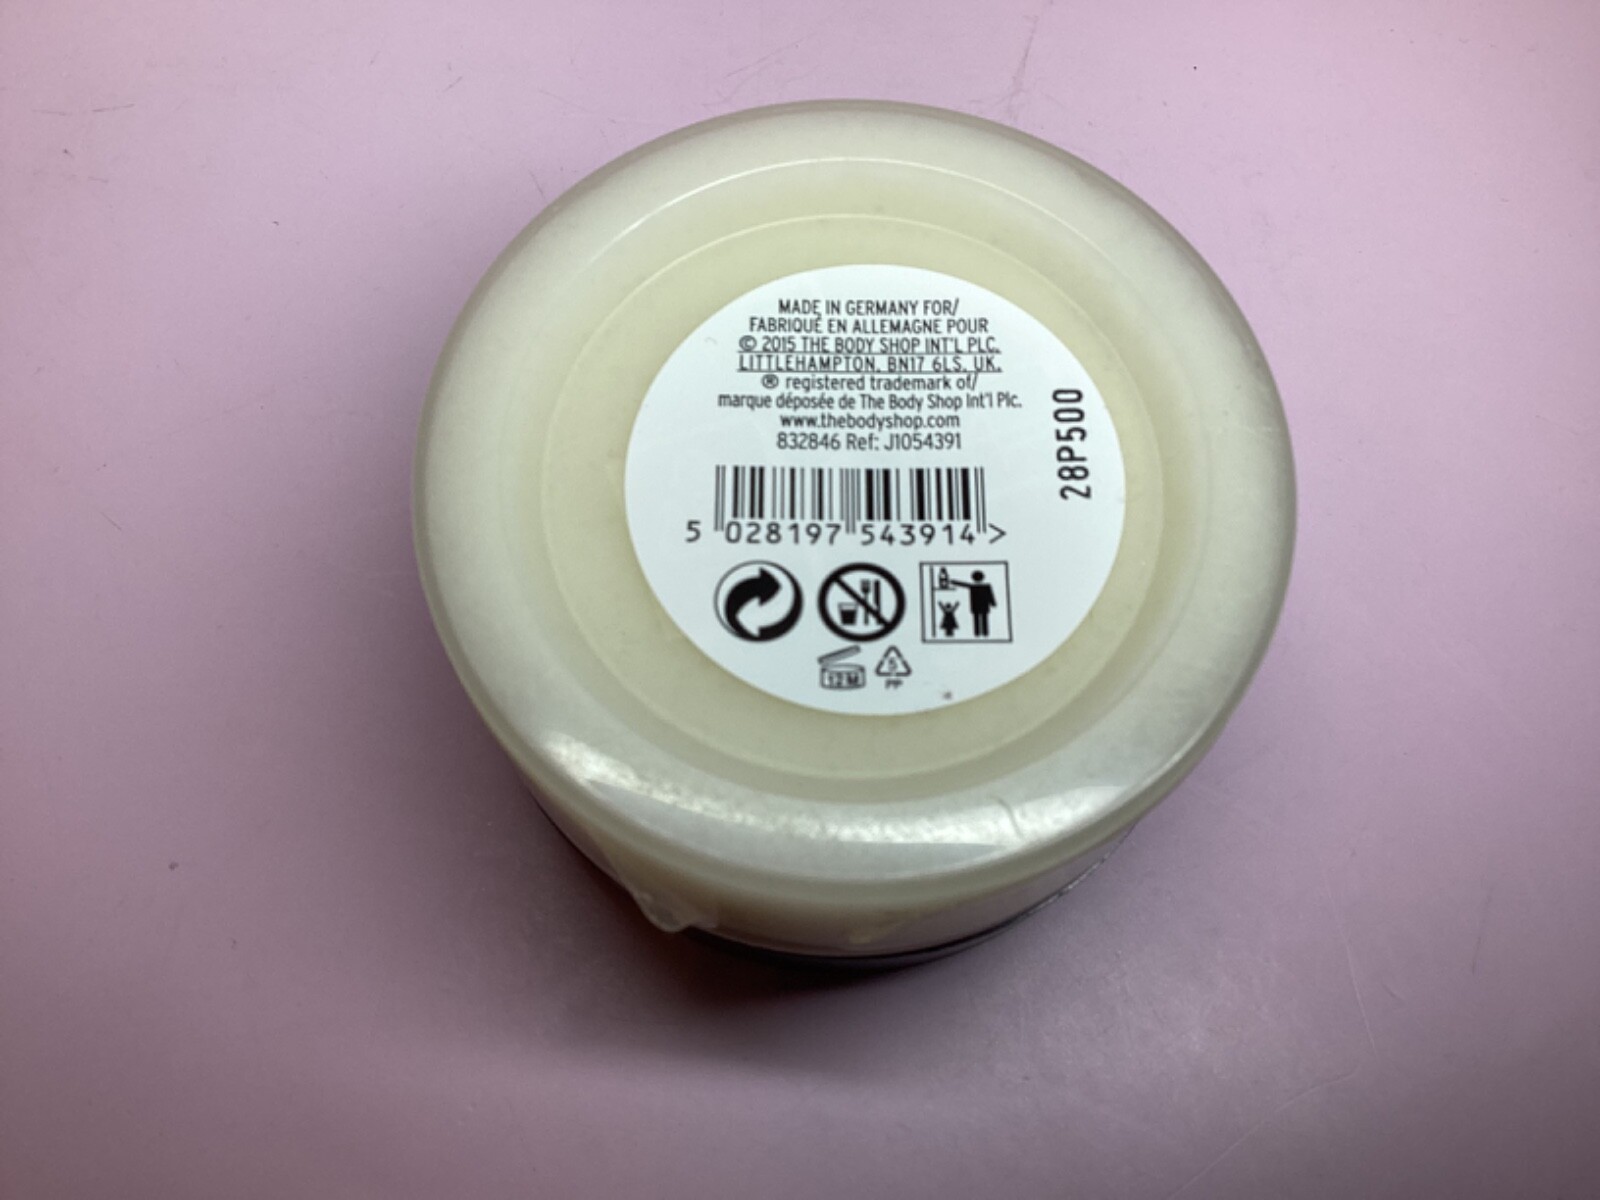 MADE IN GERMANY FOR/
FABRIQUÉ EN ALLEMAGNE POUR
© 2015 THE BODY SHOP INT'L PLC.
LITTLEHAMPTON, BN17 6LS, UK.
® registered trademark of/
marque déposée de The Body Shop Int'l Plc.
www.thebodyshop.com
832846 Ref: J1054391
28P500
5 028197 543914 >
12M
5
PP